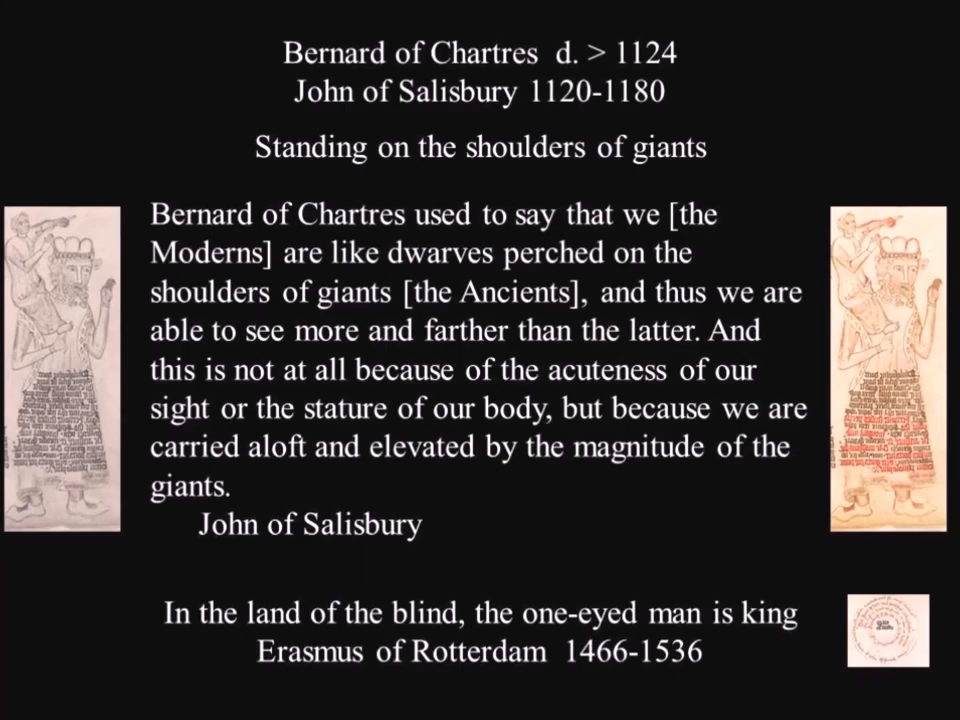 Bernard of Chartres d. > 1124
John of Salisbury 1120-1180
Standing on the shoulders of giants
Bernard of Chartres used to say that we [the
Moderns] are like dwarves perched on the
shoulders of giants [the Ancients], and thus we are
able to see more and farther than the latter. And
this is not at all because of the acuteness of our
sight or the stature of our body, but because we are
carried aloft and elevated by the magnitude of the
giants.
John of Salisbury
In the land of the blind, the one-eyed man is king
Erasmus of Rotterdam 1466-1536